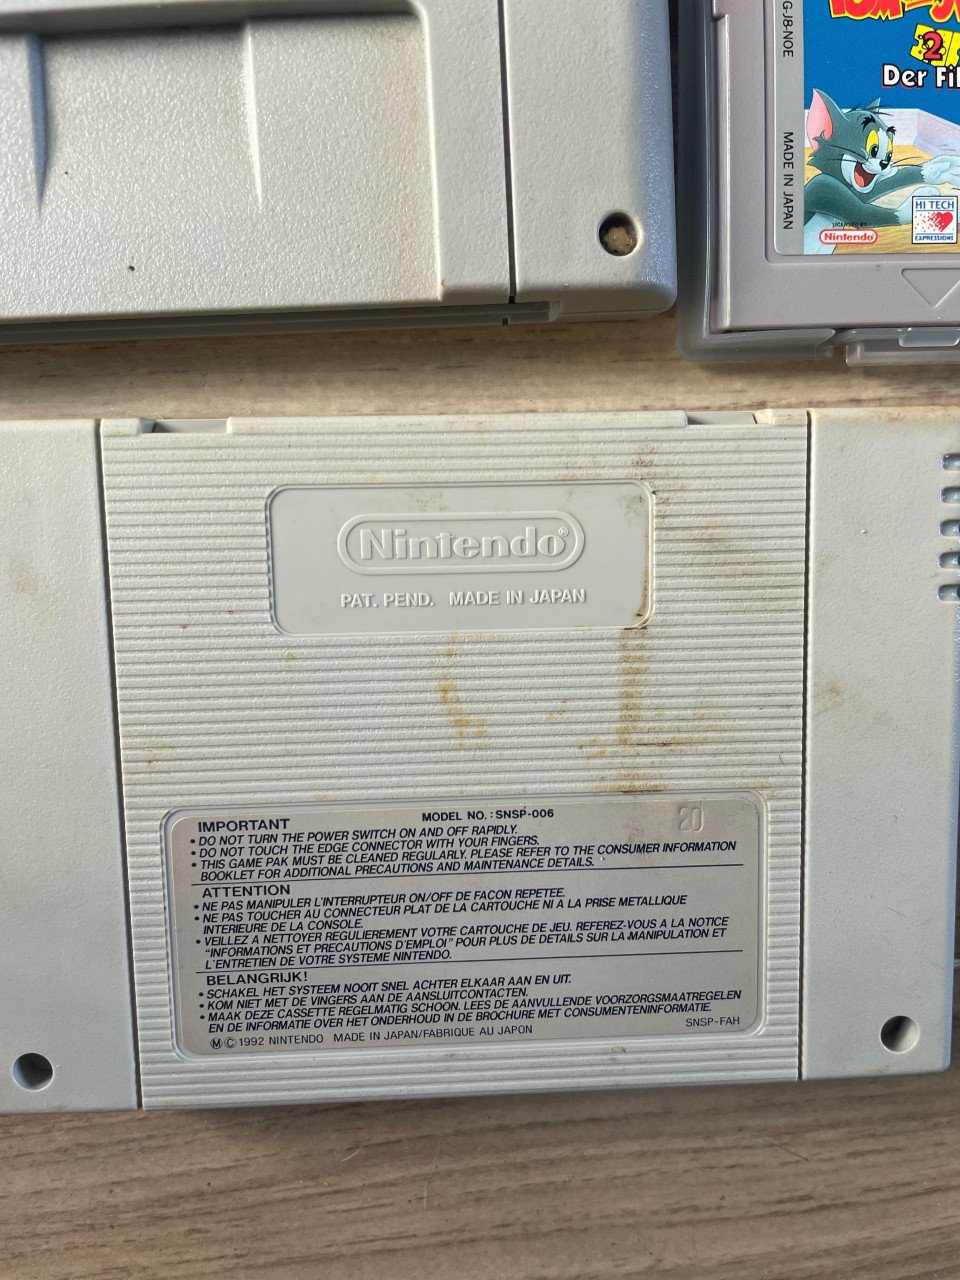 G-J8-NOE
MADE IN JAPAN
2
Der
LICENSED BY
Nintendo
HI TECH
EXPRESSIONS
Nintendo®
PAT. PEND. MADE IN JAPAN
MODEL NO.: SNSP-006
20
IMPORTANT
• DO NOT TURN THE POWER SWITCH ON AND OFF RAPIDLY.
• DO NOT TOUCH THE EDGE CONNECTOR WITH YOUR FINGERS.
• THIS GAME PAK MUST BE CLEANED REGULARLY. PLEASE REFER TO THE CONSUMER INFORMATION
BOOKLET FOR ADDITIONAL PRECAUTIONS AND MAINTENANCE DETAILS.
ATTENTION
• NE PAS MANIPULER L'INTERRUPTEUR ON/OFF DE FACON REPETEE.
• NE PAS TOUCHER AU CONNECTEUR PLAT DE LA CARTOUCHE NI A LA PRISE METALLIQUE
INTERIEURE DE LA CONSOLE.
• VEILLEZ A NETTOYER REGULIEREMENT VOTRE CARTOUCHE DE JEU. REFEREZ-VOUS A LA NOTICE
"INFORMATIONS ET PRECAUTIONS D'EMPLOI" POUR PLUS DE DETAILS SUR LA MANIPULATION ET
L'ENTRETIEN DE VOTRE SYSTEME NINTENDO.
BELANGRIJK!
• SCHAKEL HET SYSTEEM NOOIT SNEL ACHTER ELKAAR AAN EN UIT.
• KOM NIET MET DE VINGERS AAN DE AANSLUITCONTACTEN.
• MAAK DEZE CASSETTE REGELMATIG SCHOON. LEES DE AANVULLENDE VOORZORGSMAATREGELEN
EN DE INFORMATIE OVER HET ONDERHOUD IN DE BROCHURE MET CONSUMENTENINFORMATIE.
Ⓜ © 1992 NINTENDO MADE IN JAPAN/FABRIQUE AU JAPON
SNSP-FAH